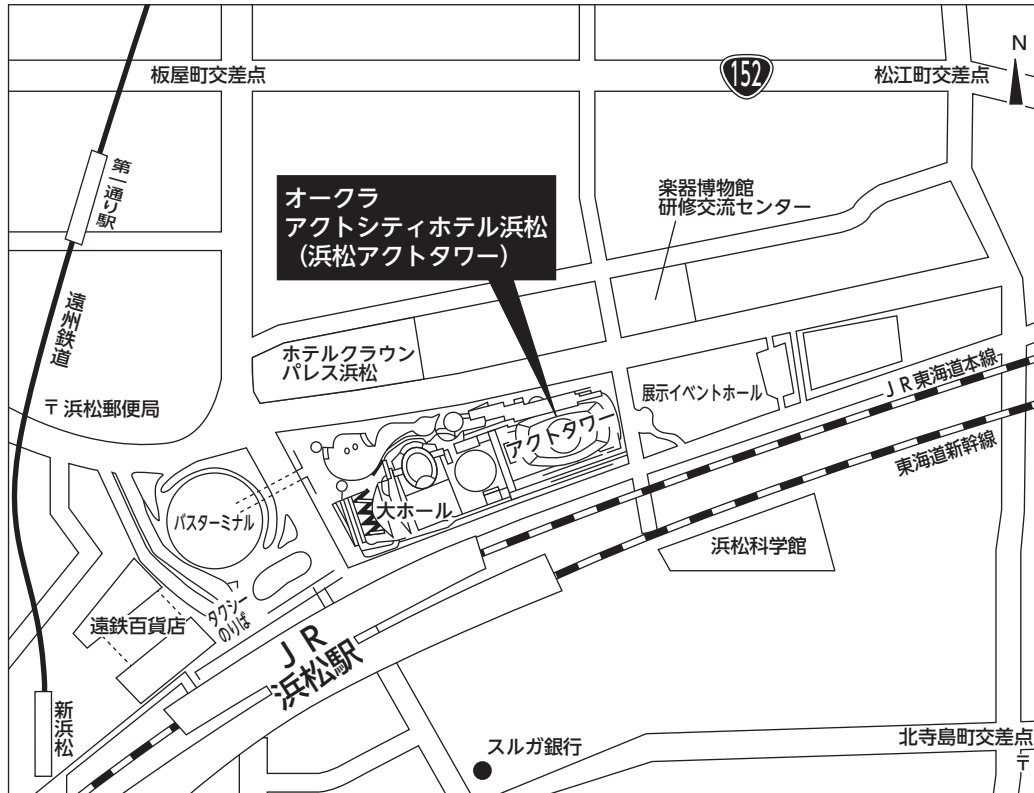 板屋町交差点
152
松江町交差点
N
第一通り駅
オークラ
アクトシティホテル浜松
(浜松アクトタワー)
楽器博物館
研修交流センター
遠州鉄道
ホテルクラウン
パレス浜松
展示イベントホール
JR東海道本線
〒浜松郵便局
アクトタワー
東海道新幹線
大ホール
バスターミナル
浜松科学館
タクシー
のりば
遠鉄百貨店
JR
浜松駅
新浜松
スルガ銀行
北寺島町交差点
〒